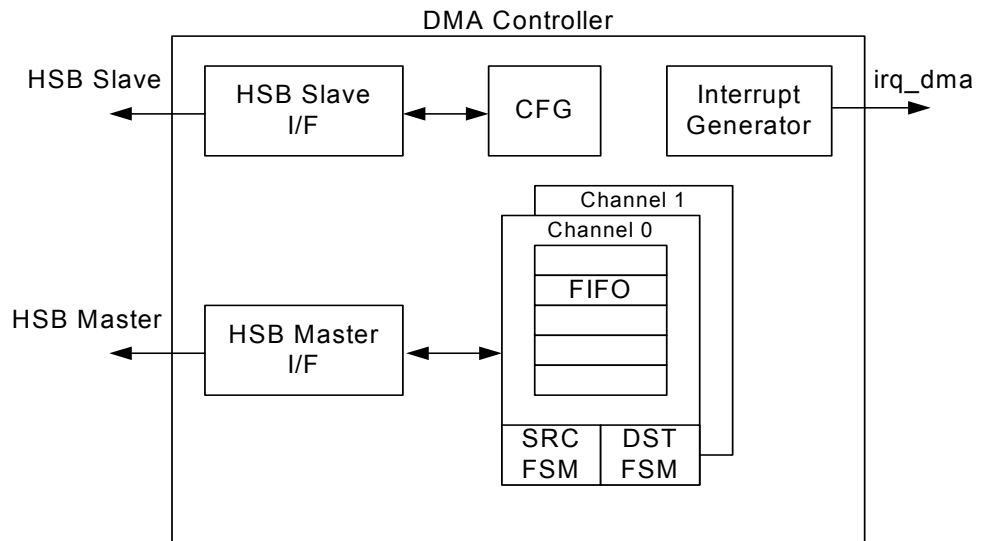 DMA Controller
HSB Slave
HSB Slave
I/F
CFG
Interrupt
Generator
irq_dma
Channel 1
Channel 0
FIFO
HSB Master
HSB Master
I/F
SRC
FSM
DST
FSM